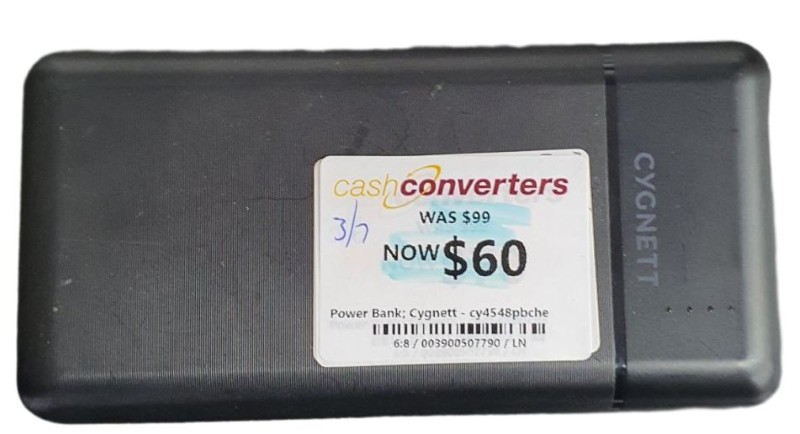 cashconverters
WAS $99
3/7
NOW $60
Power Bank; Cygnett - cy4548pbche
6:8 / 003900507790 / LN
CYGNETT